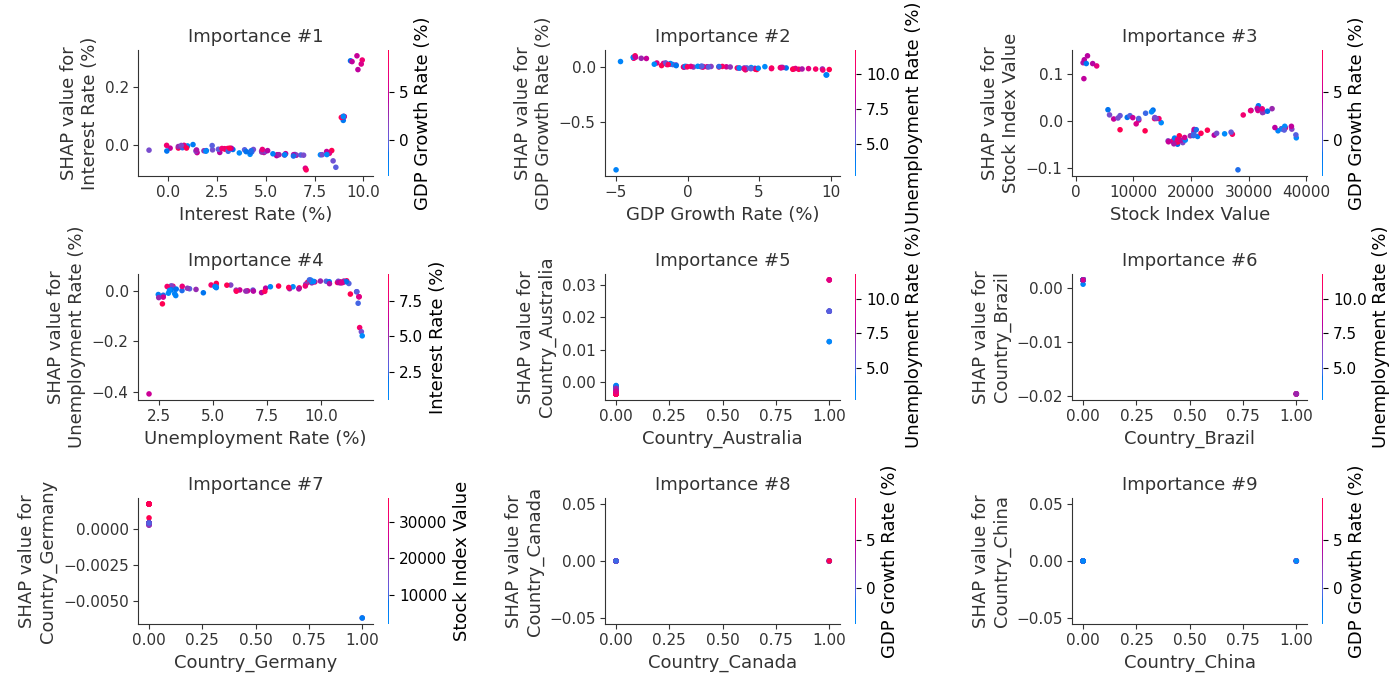 Importance #1
SHAP value for
Interest Rate (%)
0.2
0.0
0.0
2.5
5.0
7.5
10.0
Interest Rate (%)
5
0
GDP Growth Rate (%)
Importance #2
SHAP value for
GDP Growth Rate (%)
0.0
−0.5
−5
0
5
10
GDP Growth Rate (%)
10.0
7.5
5.0
Unemployment Rate (%)
Importance #3
SHAP value for
Stock Index Value
0.1
0.0
−0.1
0
10000
20000
30000
40000
Stock Index Value
5
0
GDP Growth Rate (%)
Importance #4
SHAP value for
Unemployment Rate (%)
0.0
−0.2
−0.4
2.5
5.0
7.5
10.0
Unemployment Rate (%)
7.5
5.0
2.5
Interest Rate (%)
Importance #5
SHAP value for
Country_Australia
0.03
0.02
0.01
0.00
0.00
0.25
0.50
0.75
1.00
Country_Australia
10.0
7.5
5.0
Unemployment Rate (%)
Importance #6
SHAP value for
Country_Brazil
0.00
−0.01
−0.02
0.00
0.25
0.50
0.75
1.00
Country_Brazil
10.0
7.5
5.0
Unemployment Rate (%)
Importance #7
SHAP value for
Country_Germany
0.0000
−0.0025
−0.0050
0.00
0.25
0.50
0.75
1.00
Country_Germany
30000
20000
10000
Stock Index Value
Importance #8
SHAP value for
Country_Canada
0.05
0.00
−0.05
0.00
0.25
0.50
0.75
1.00
Country_Canada
5
0
GDP Growth Rate (%)
Importance #9
SHAP value for
Country_China
0.05
0.00
−0.05
0.00
0.25
0.50
0.75
1.00
Country_China
5
0
GDP Growth Rate (%)